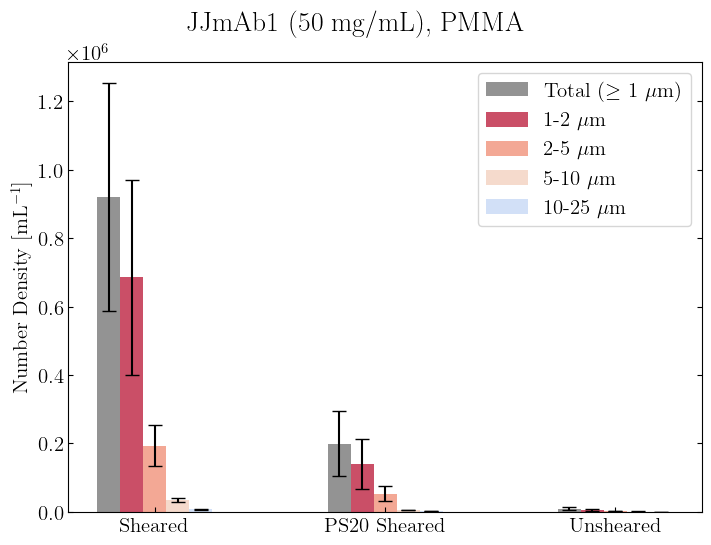 JJmAb1 (50 mg/mL), PMMA
×10⁶
1.2
1.0
0.8
0.6
0.4
0.2
0.0
Number Density [mL⁻¹]
Total (≥ 1 μm)
1-2 μm
2-5 μm
5-10 μm
10-25 μm
Sheared
PS20 Sheared
Unsheared